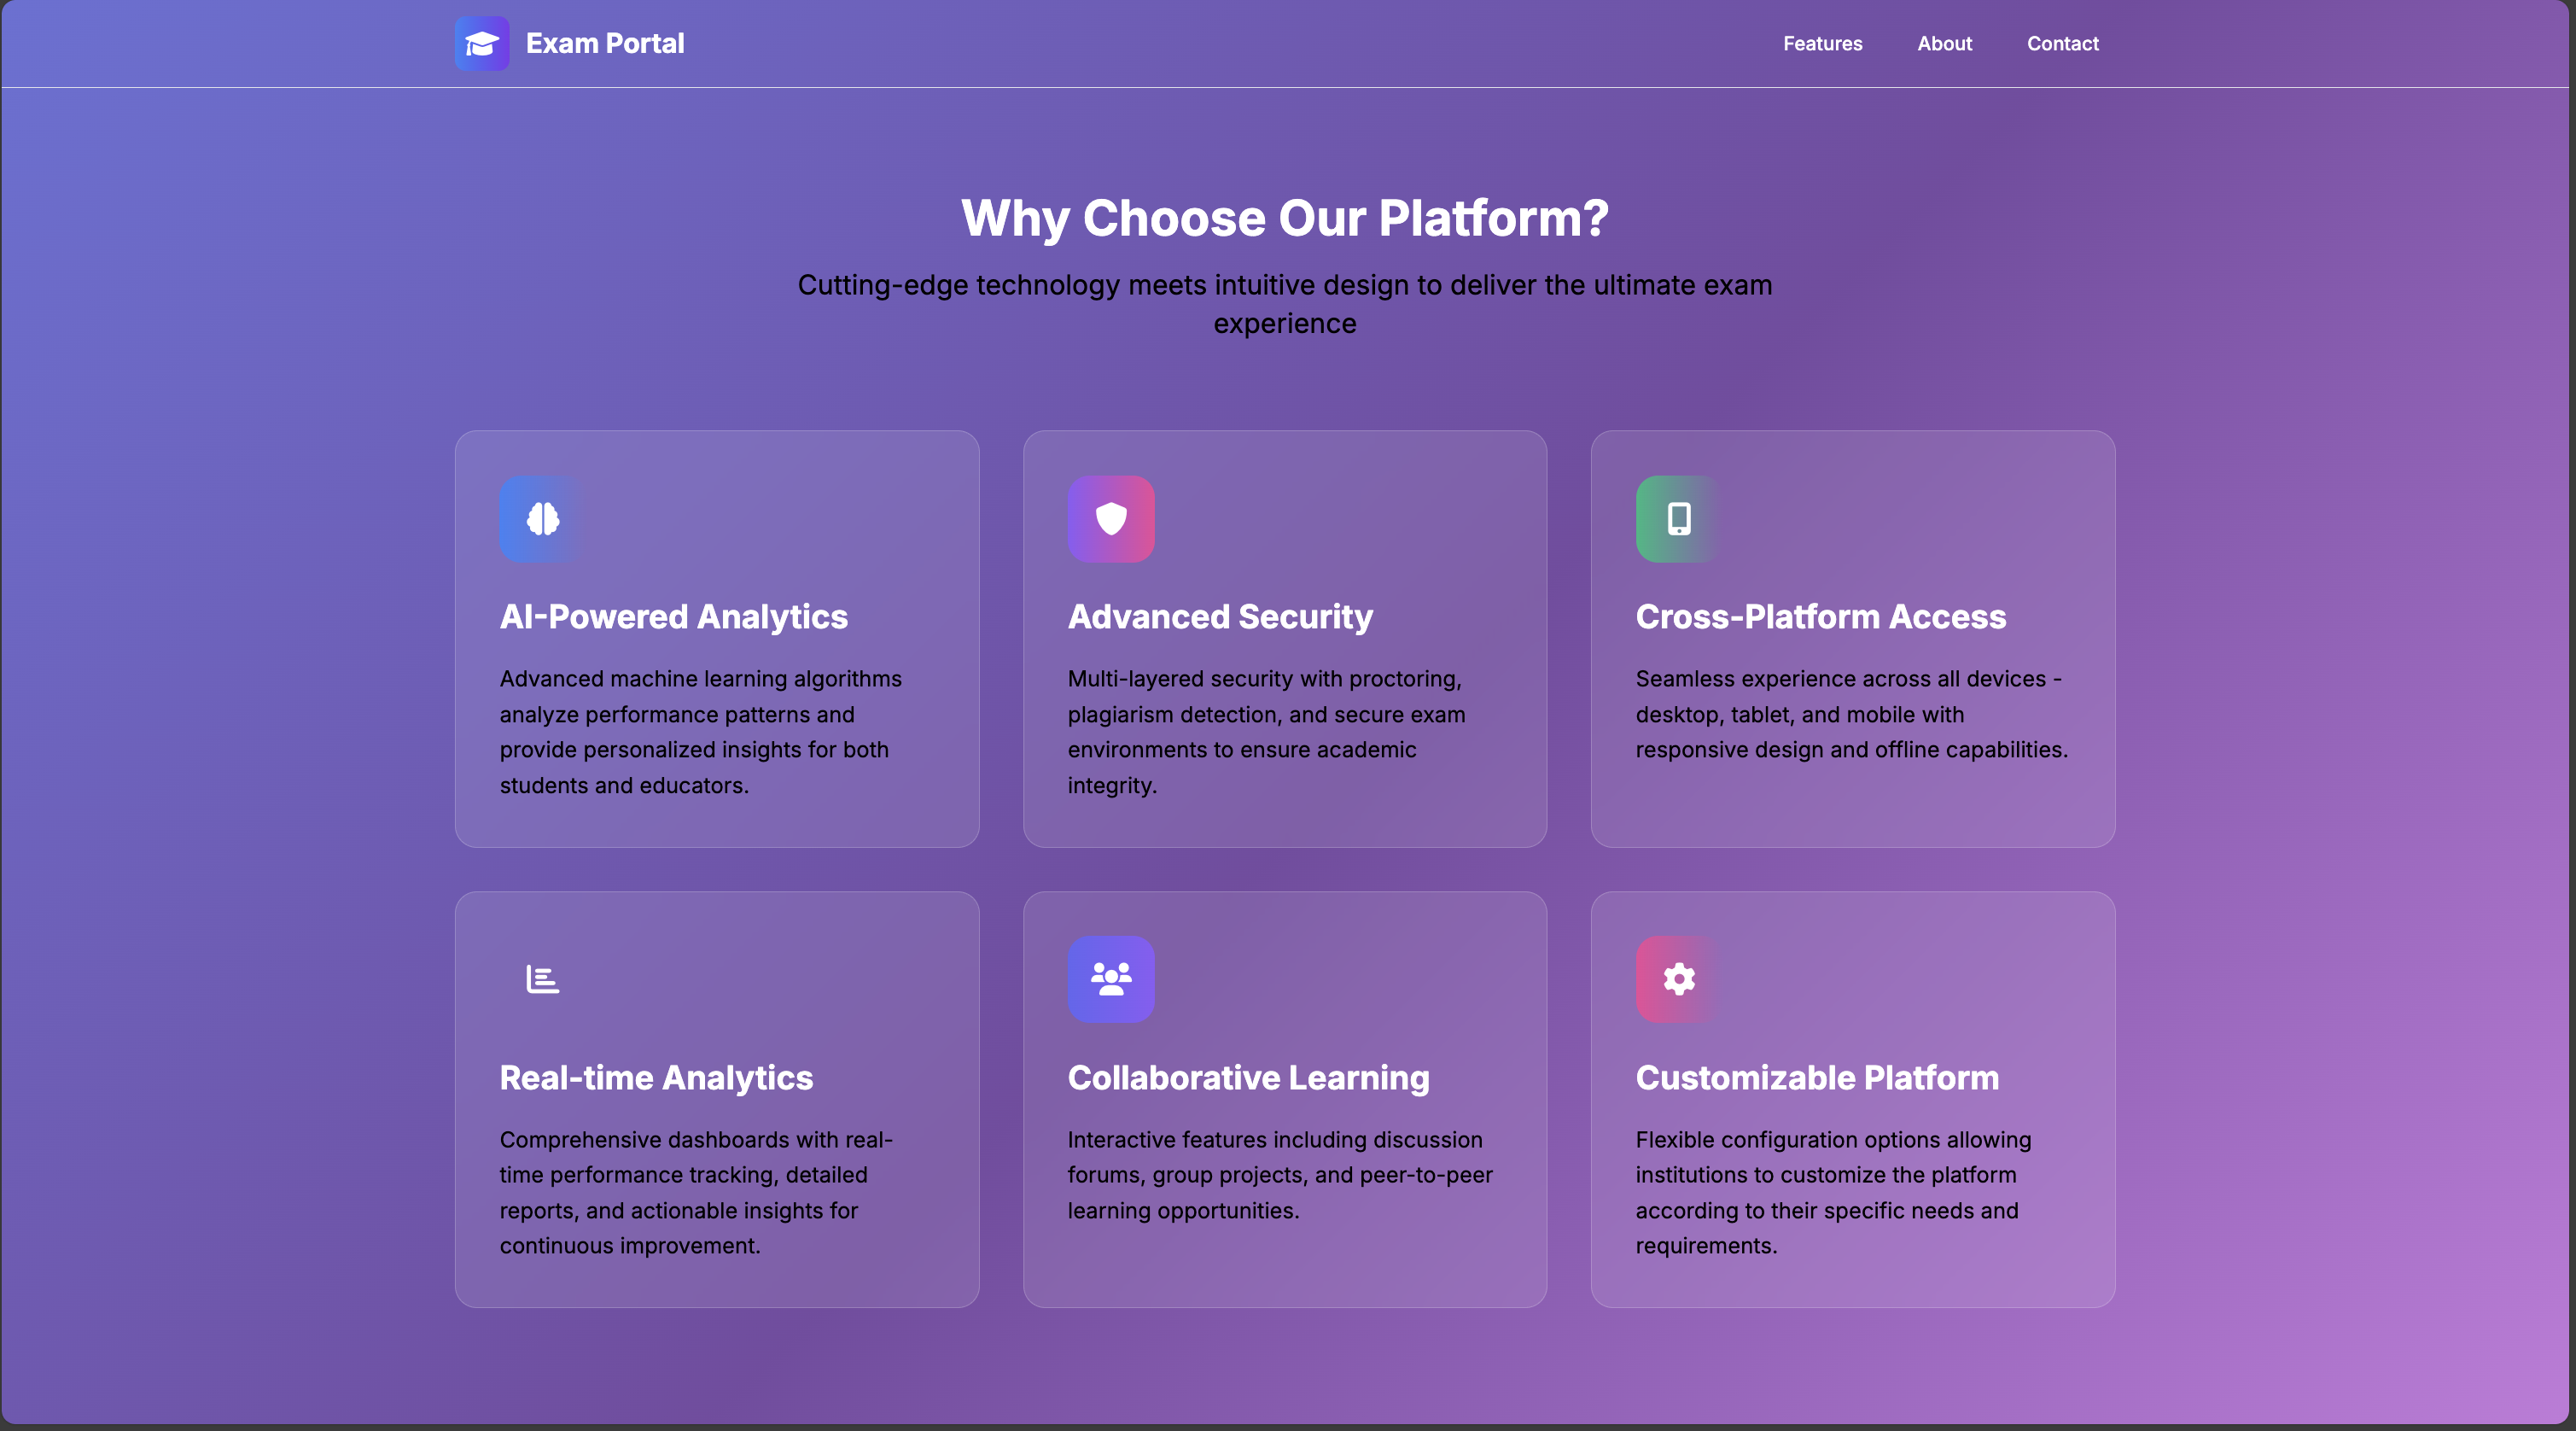 Exam Portal
Features
About
Contact
Why Choose Our Platform?
Cutting-edge technology meets intuitive design to deliver the ultimate exam
experience
AI-Powered Analytics
Advanced machine learning algorithms
analyze performance patterns and
provide personalized insights for both
students and educators.
Advanced Security
Multi-layered security with proctoring,
plagiarism detection, and secure exam
environments to ensure academic
integrity.
Cross-Platform Access
Seamless experience across all devices -
desktop, tablet, and mobile with
responsive design and offline capabilities.
Real-time Analytics
Comprehensive dashboards with real-
time performance tracking, detailed
reports, and actionable insights for
continuous improvement.
Collaborative Learning
Interactive features including discussion
forums, group projects, and peer-to-peer
learning opportunities.
Customizable Platform
Flexible configuration options allowing
institutions to customize the platform
according to their specific needs and
requirements.